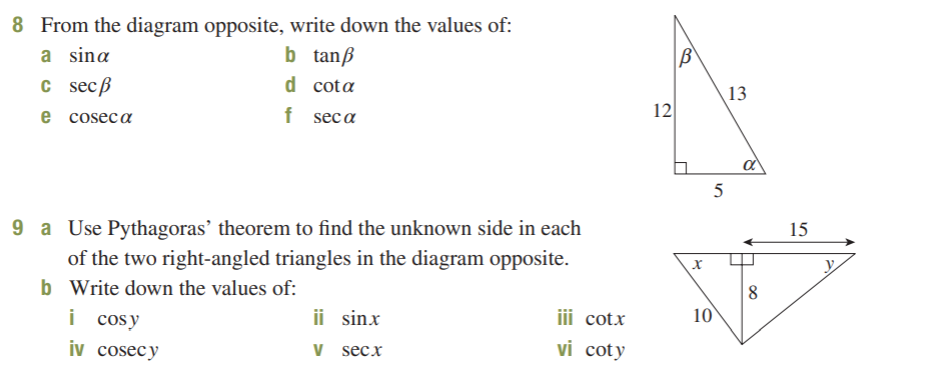 8 From the diagram opposite, write down the values of:
a sin α b tan β
c sec β d cot α
e cosec α f sec α
β
13
12
α
5
9 a Use Pythagoras’ theorem to find the unknown side in each
of the two right-angled triangles in the diagram opposite.
b Write down the values of:
i cos y ii sin x iii cot x
iv cosec y v sec x vi cot y
15
x
y
8
10